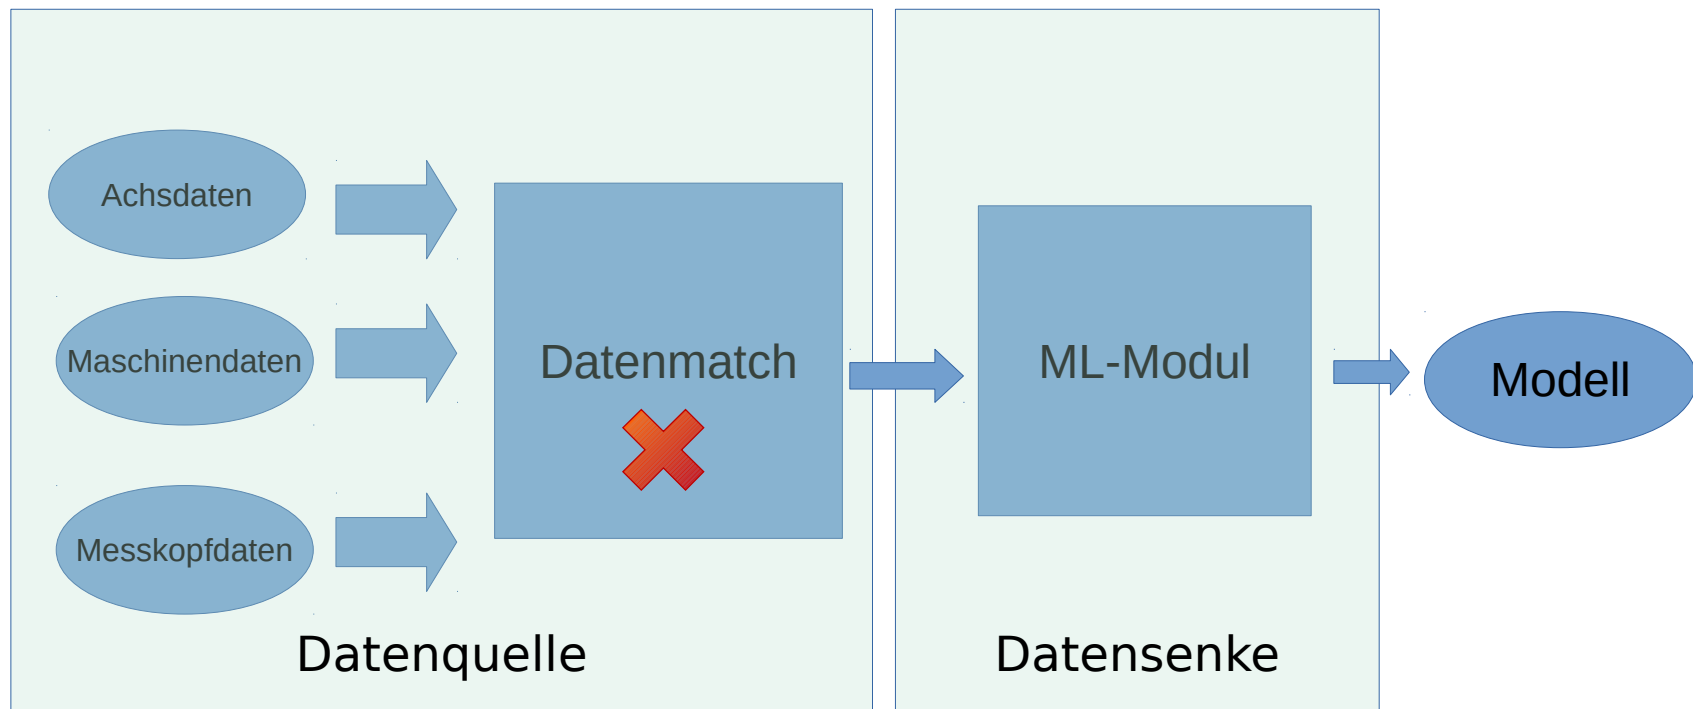 Achsdaten
Maschinendaten
Messkopfdaten
Datenmatch
Datenquelle
ML-Modul
Datensenke
Modell